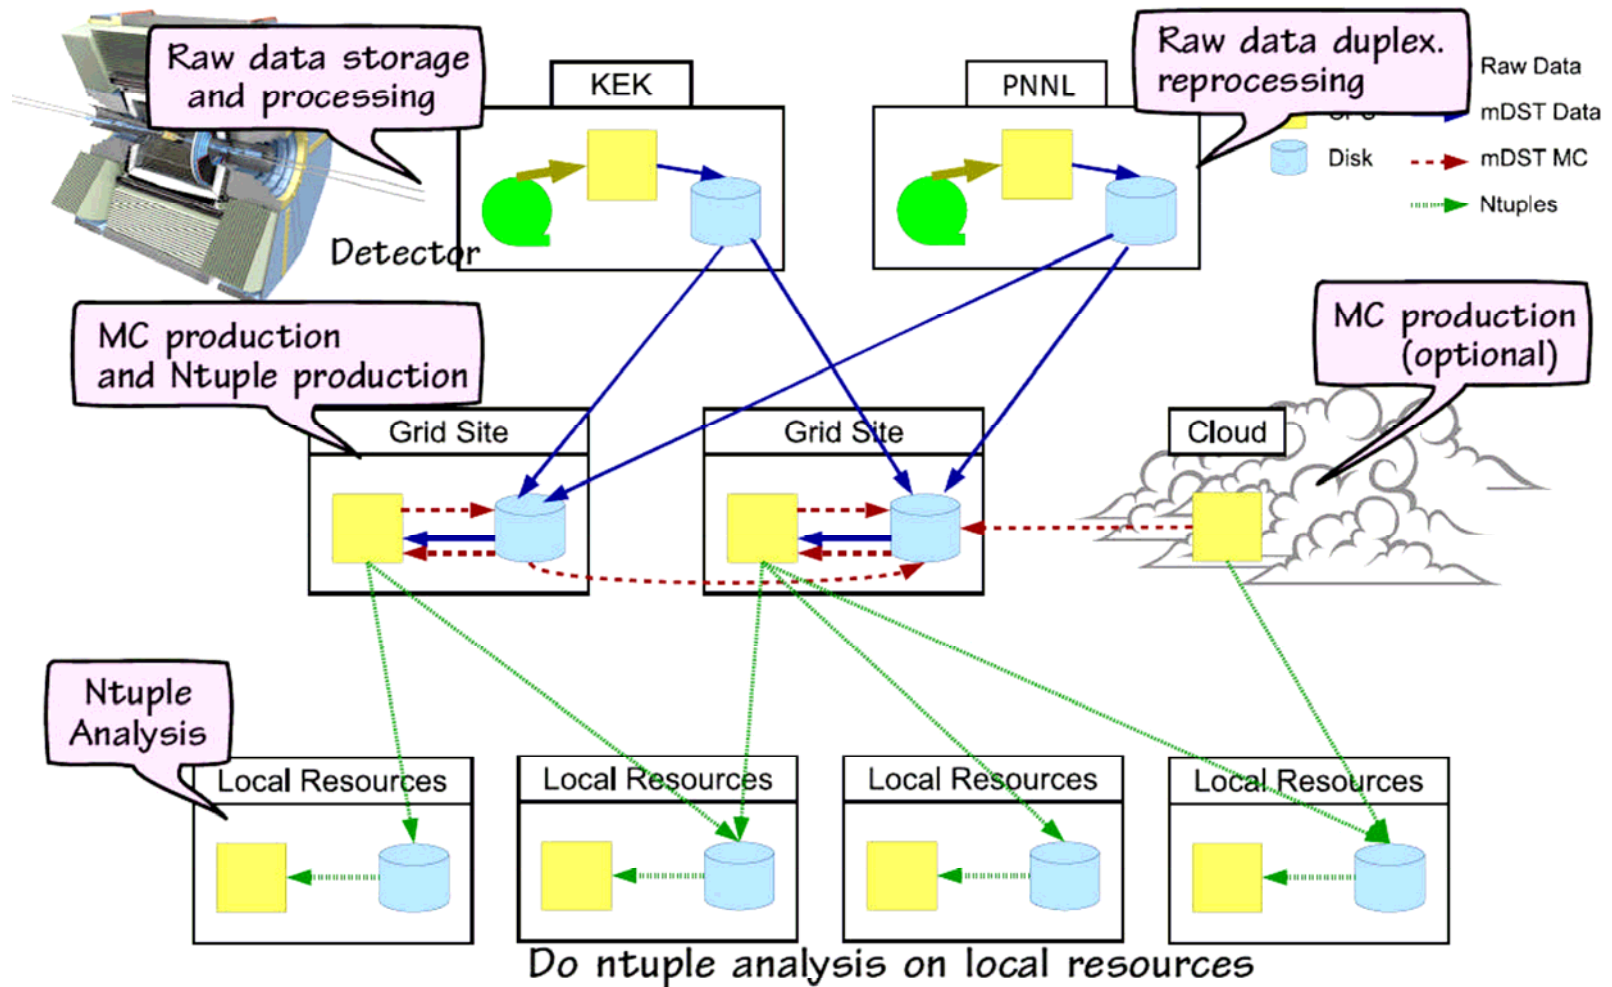 Raw data storage
and processing
KEK
PNNL
Raw data duplex.
reprocessing
Raw Data
mDST Data
Disk
mDST MC
Ntuples
Detector
MC production
and Ntuple production
MC production
(optional)
Grid Site
Grid Site
Cloud
Ntuple
Analysis
Local Resources
Local Resources
Local Resources
Local Resources
Do ntuple analysis on local resources